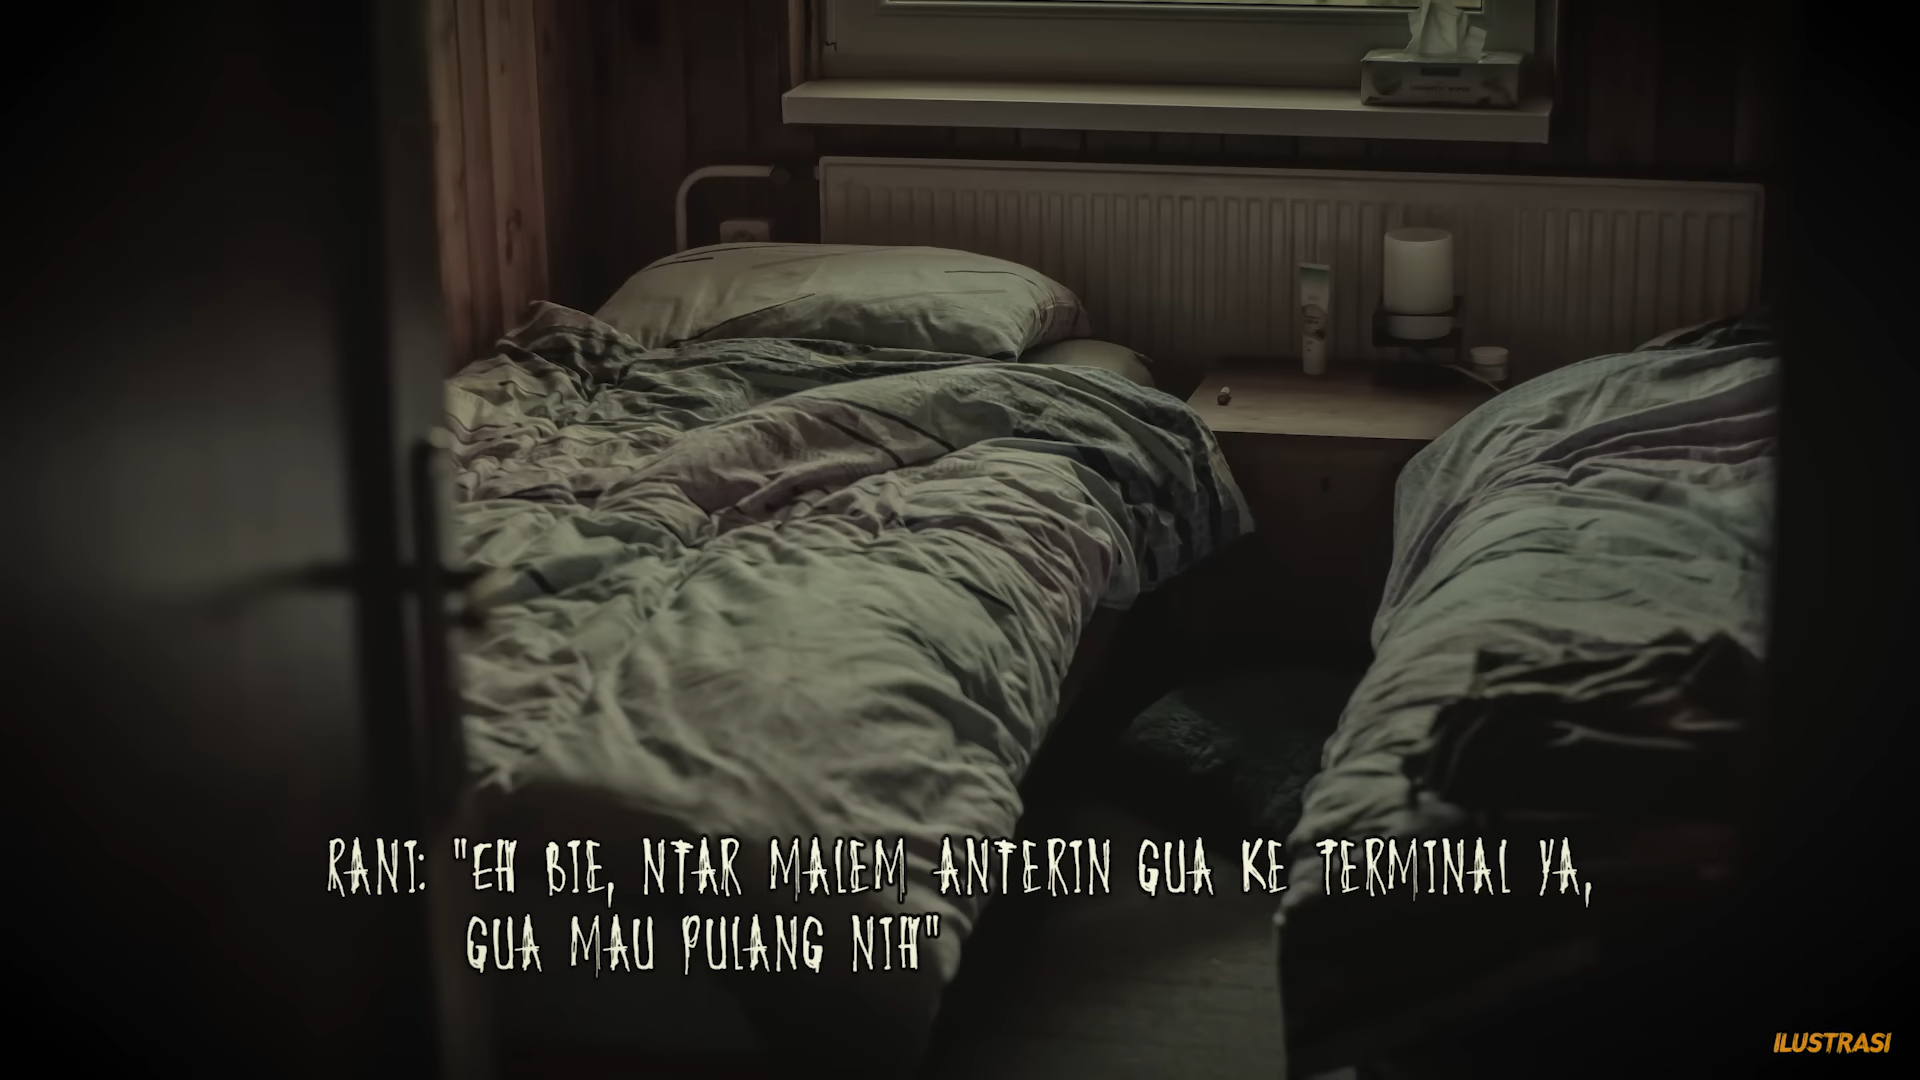 RANI: "EH BIE, NTAR MALEM ANTERIN GUA KE TERMINAL YA,
GUA MAU PULANG NIH"
ILUSTRASI